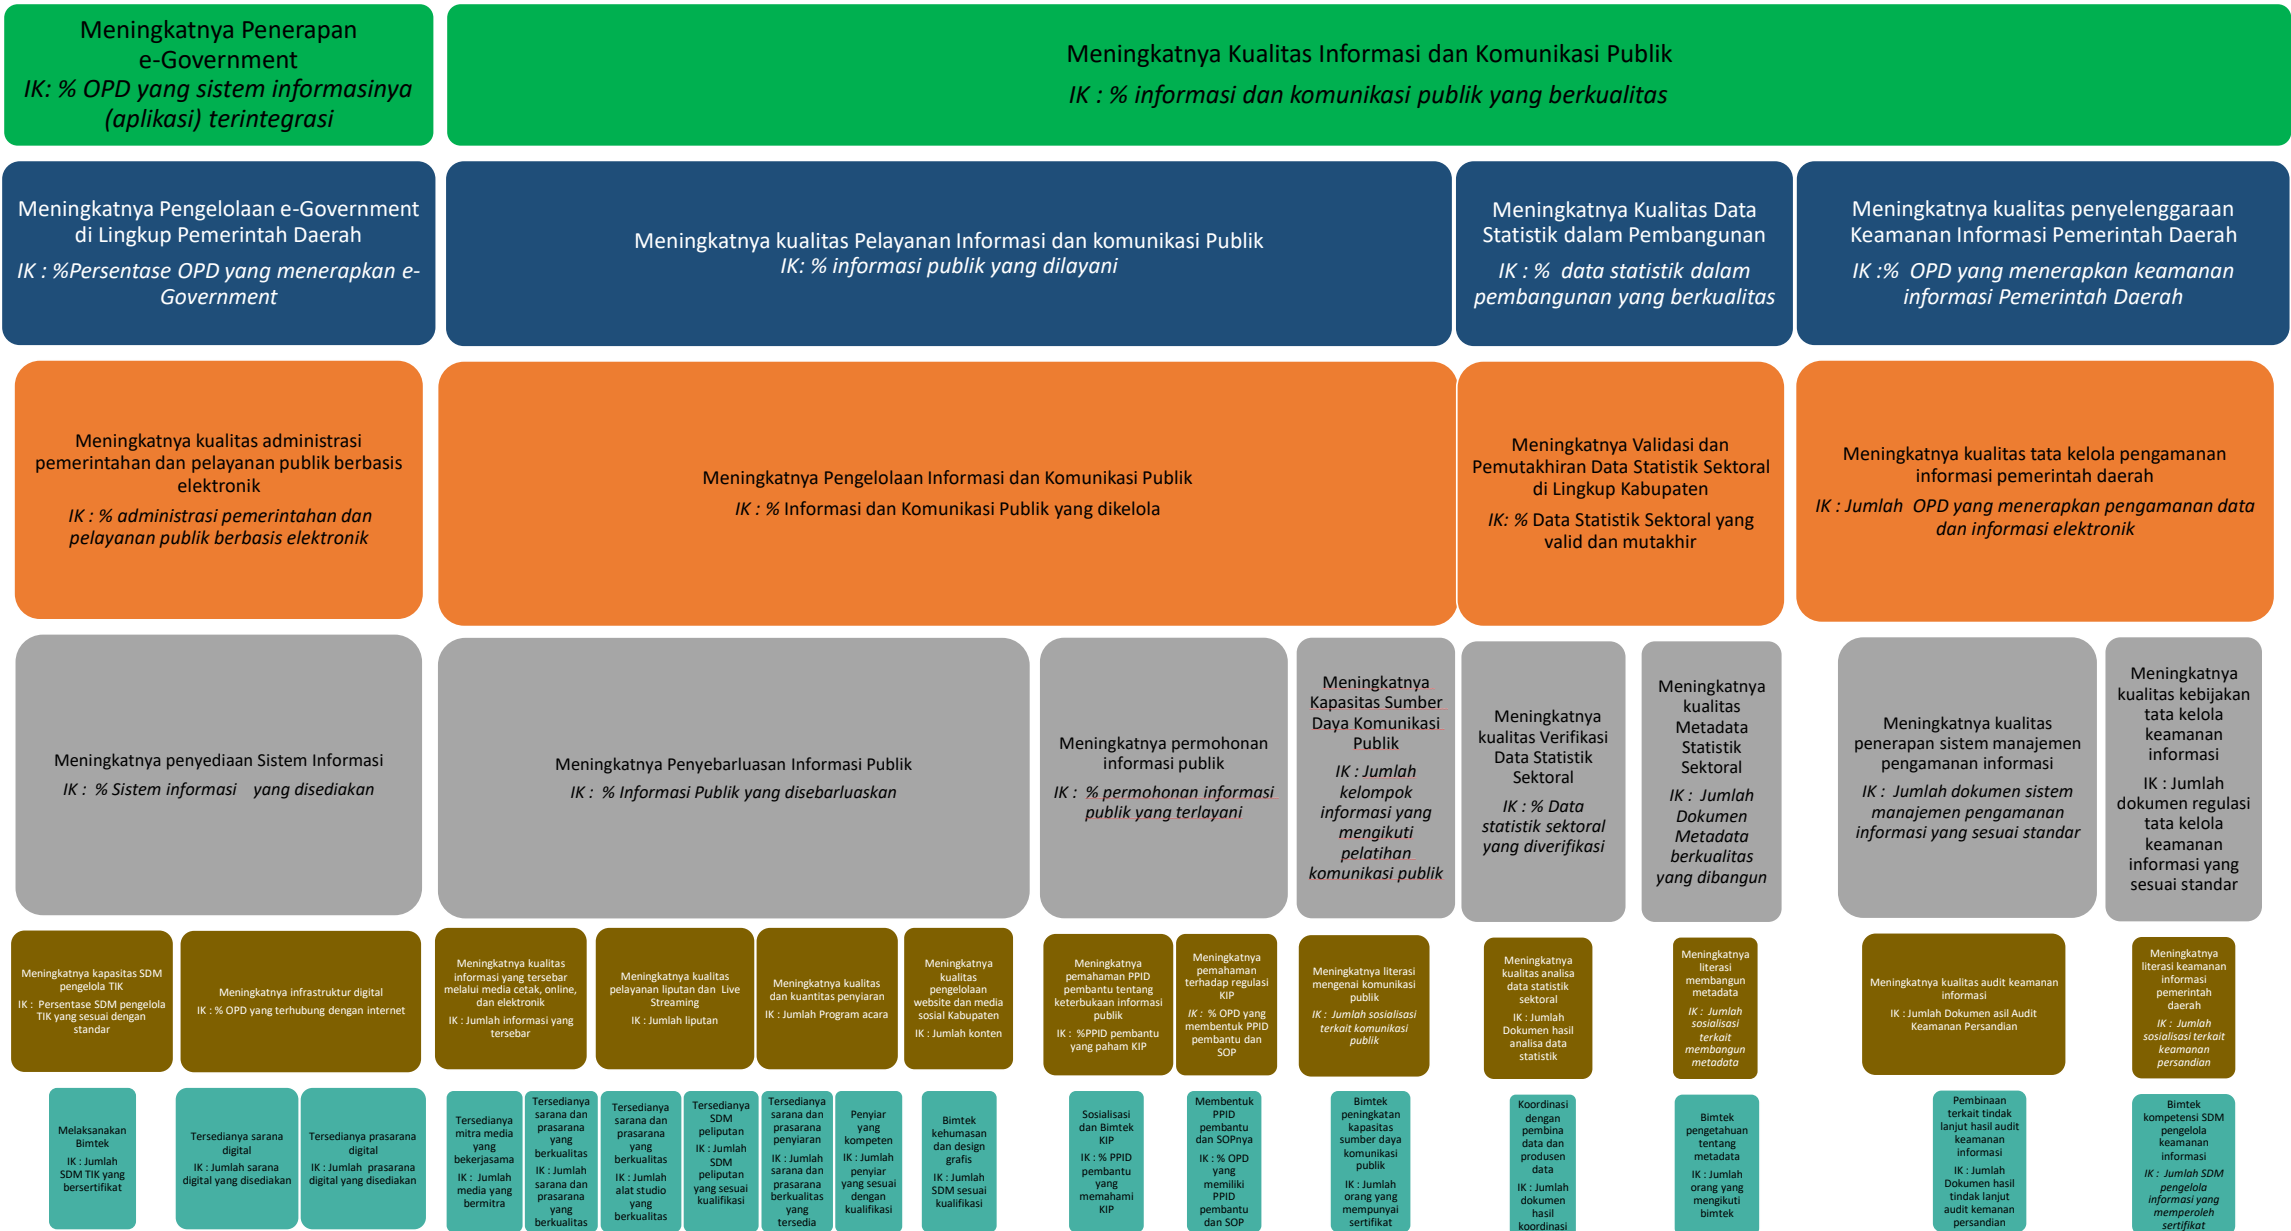 Meningkatnya Penerapan
e-Government
IK: % OPD yang sistem informasinya
(aplikasi) terintegrasi
Meningkatnya Kualitas Informasi dan Komunikasi Publik
IK : % informasi dan komunikasi publik yang berkualitas
Meningkatnya Pengelolaan e-Government
di Lingkup Pemerintah Daerah
IK : %Persentase OPD yang menerapkan e-
Government
Meningkatnya kualitas Pelayanan Informasi dan komunikasi Publik
IK: % informasi publik yang dilayani
Meningkatnya Kualitas Data
Statistik dalam Pembangunan
IK : % data statistik dalam
pembangunan yang berkualitas
Meningkatnya kualitas penyelenggaraan
Keamanan Informasi Pemerintah Daerah
IK :% OPD yang menerapkan keamanan
informasi Pemerintah Daerah
Meningkatnya kualitas administrasi
pemerintahan dan pelayanan publik berbasis
elektronik
IK : % administrasi pemerintahan dan
pelayanan publik berbasis elektronik
Meningkatnya Pengelolaan Informasi dan Komunikasi Publik
IK : % Informasi dan Komunikasi Publik yang dikelola
Meningkatnya Validasi dan
Pemutakhiran Data Statistik Sektoral
di Lingkup Kabupaten
IK: % Data Statistik Sektoral yang
valid dan mutakhir
Meningkatnya kualitas tata kelola pengamanan
informasi pemerintah daerah
IK : Jumlah OPD yang menerapkan pengamanan data
dan informasi elektronik
Meningkatnya penyediaan Sistem Informasi
IK : % Sistem informasi yang disediakan
Meningkatnya Penyebarluasan Informasi Publik
IK : % Informasi Publik yang disebarluaskan
Meningkatnya permohonan
informasi publik
IK : % permohonan informasi
publik yang terlayani
Meningkatnya
Kapasitas Sumber
Daya Komunikasi
Publik
IK : Jumlah
kelompok
informasi yang
mengikuti
pelatihan
komunikasi publik
Meningkatnya
kualitas Verifikasi
Data Statistik
Sektoral
IK : % Data
statistik sektoral
yang diverifikasi
Meningkatnya
kualitas
Metadata
Statistik
Sektoral
IK : Jumlah
Dokumen
Metadata
berkualitas
yang dibangun
Meningkatnya kualitas
penerapan sistem manajemen
pengamanan informasi
IK : Jumlah dokumen sistem
manajemen pengamanan
informasi yang sesuai standar
Meningkatnya
kualitas kebijakan
tata kelola
keamanan
informasi
IK : Jumlah
dokumen regulasi
tata kelola
keamanan
informasi yang
sesuai standar
Meningkatnya kapasitas SDM
pengelola TIK
IK : Persentase SDM pengelola
TIK yang sesuai dengan
standar
Meningkatnya infrastruktur digital
IK : % OPD yang terhubung dengan internet
Meningkatnya kualitas
informasi yang tersebar
melalui media cetak, online,
dan elektronik
IK : Jumlah informasi yang
tersebar
Meningkatnya kualitas
pelayanan liputan dan Live
Streaming
IK : Jumlah liputan
Meningkatnya kualitas
dan kuantitas penyiaran
IK : Jumlah Program acara
Meningkatnya
kualitas
pengelolaan
website dan media
sosial Kabupaten
IK : Jumlah konten
Meningkatnya
pemahaman PPID
pembantu tentang
keterbukaan informasi
publik
IK : %PPID pembantu
yang paham KIP
Meningkatnya
pemahaman
terhadap regulasi
KIP
IK : % OPD yang
membentuk PPID
pembantu dan
SOP
Meningkatnya literasi
mengenai komunikasi
publik
IK : Jumlah sosialisasi
terkait komunikasi
publik
Meningkatnya
kualitas analisa
data statistik
sektoral
IK : Jumlah
Dokumen hasil
analisa data
statistik
Meningkatnya
literasi
membangun
metadata
IK : Jumlah
sosialisasi
terkait
membangun
metadata
Meningkatnya kualitas audit keamanan
informasi
IK : Jumlah Dokumen asil Audit
Keamanan Persandian
Meningkatnya
literasi keamanan
informasi
pemerintah
daerah
IK : Jumlah
sosialisasi terkait
keamanan
persandian
Melaksanakan
Bimtek
IK : Jumlah
SDM TIK yang
bersertifikat
Tersedianya sarana
digital
IK : Jumlah sarana
digital yang disediakan
Tersedianya prasarana
digital
IK : Jumlah prasarana
digital yang disediakan
Tersedianya
mitra media
yang
bekerjasama
IK : Jumlah
media yang
bermitra
Tersedianya
sarana dan
prasarana
yang
berkualitas
IK : Jumlah
sarana dan
prasarana
yang
berkualitas
Tersedianya
sarana dan
prasarana
yang
berkualitas
IK : Jumlah
alat studio
yang
berkualitas
Tersedianya
SDM
peliputan
IK : Jumlah
SDM
peliputan
yang sesuai
kualifikasi
Tersedianya
sarana dan
prasarana
penyiaran
IK : Jumlah
sarana dan
prasarana
berkualitas
yang
tersedia
Penyiar
yang
kompeten
IK : Jumlah
penyiar
yang sesuai
dengan
kualifikasi
Bimtek
kehumasan
dan design
grafis
IK : Jumlah
SDM sesuai
kualifikasi
Sosialisasi
dan Bimtek
KIP
IK : % PPID
pembantu
yang
memahami
KIP
Membentuk
PPID
pembantu
dan SOPnya
IK : % OPD
yang
memiliki
PPID
pembantu
dan SOP
Bimtek
peningkatan
kapasitas
sumber daya
komunikasi
publik
IK : Jumlah
orang yang
mempunyai
sertifikat
Koordinasi
dengan
pembina
data dan
produsen
data
IK : Jumlah
dokumen
hasil
koordinasi
Bimtek
pengetahuan
tentang
metadata
IK : Jumlah
orang yang
mengikuti
bimtek
Pembinaan
terkait tindak
lanjut hasil audit
keamanan
informasi
IK : Jumlah
Dokumen hasil
tindak lanjut
audit kemanan
persandian
Bimtek
kompetensi SDM
pengelola
keamanan
informasi
IK : Jumlah SDM
pengelola
informasi yang
memperoleh
sertifikat